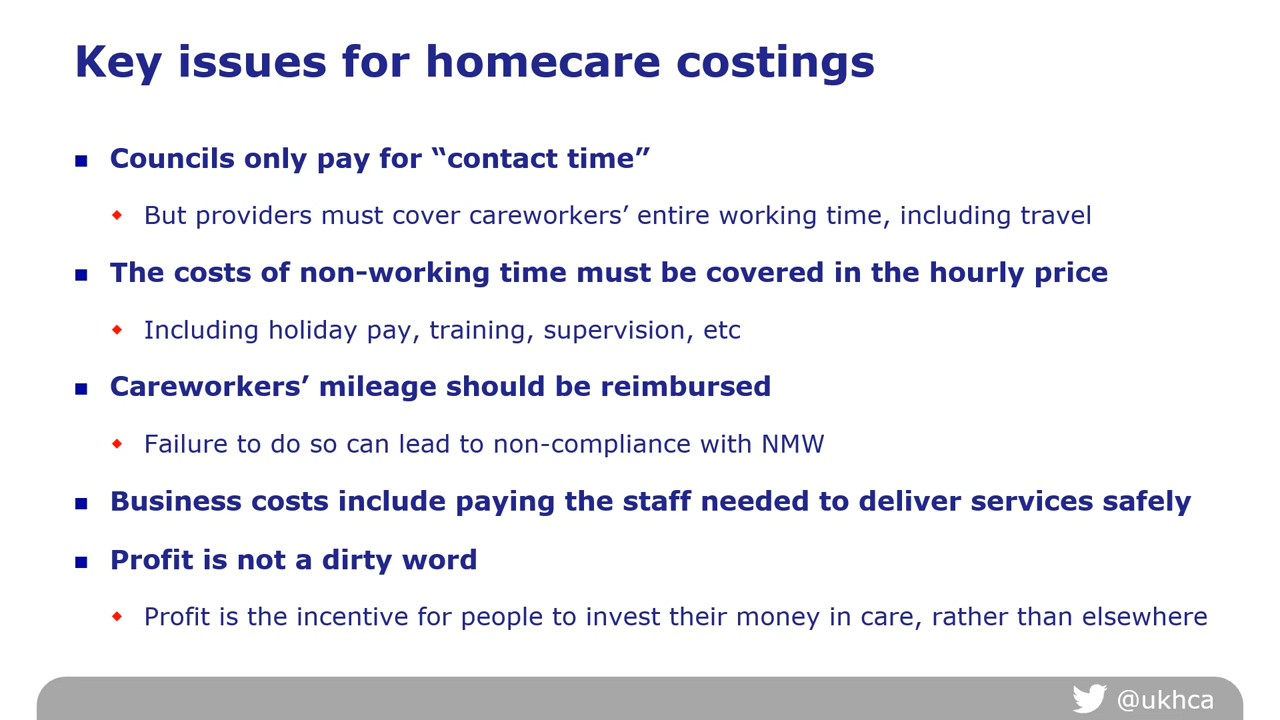 Key issues for homecare costings
Councils only pay for “contact time”
But providers must cover careworkers’ entire working time, including travel
The costs of non-working time must be covered in the hourly price
Including holiday pay, training, supervision, etc
Careworkers’ mileage should be reimbursed
Failure to do so can lead to non-compliance with NMW
Business costs include paying the staff needed to deliver services safely
Profit is not a dirty word
Profit is the incentive for people to invest their money in care, rather than elsewhere
@ukhca